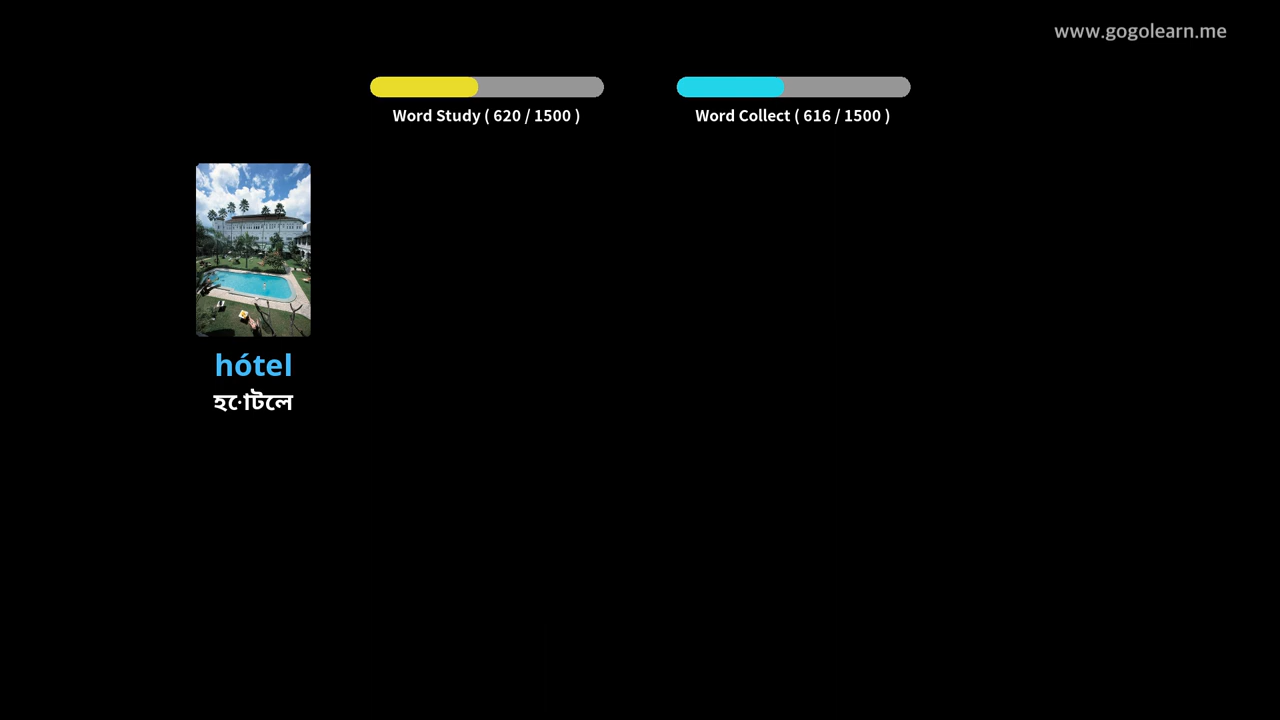 www.gogolearn.me
Word Study ( 620 / 1500 )
Word Collect ( 616 / 1500 )
hótel
হে·াটেল